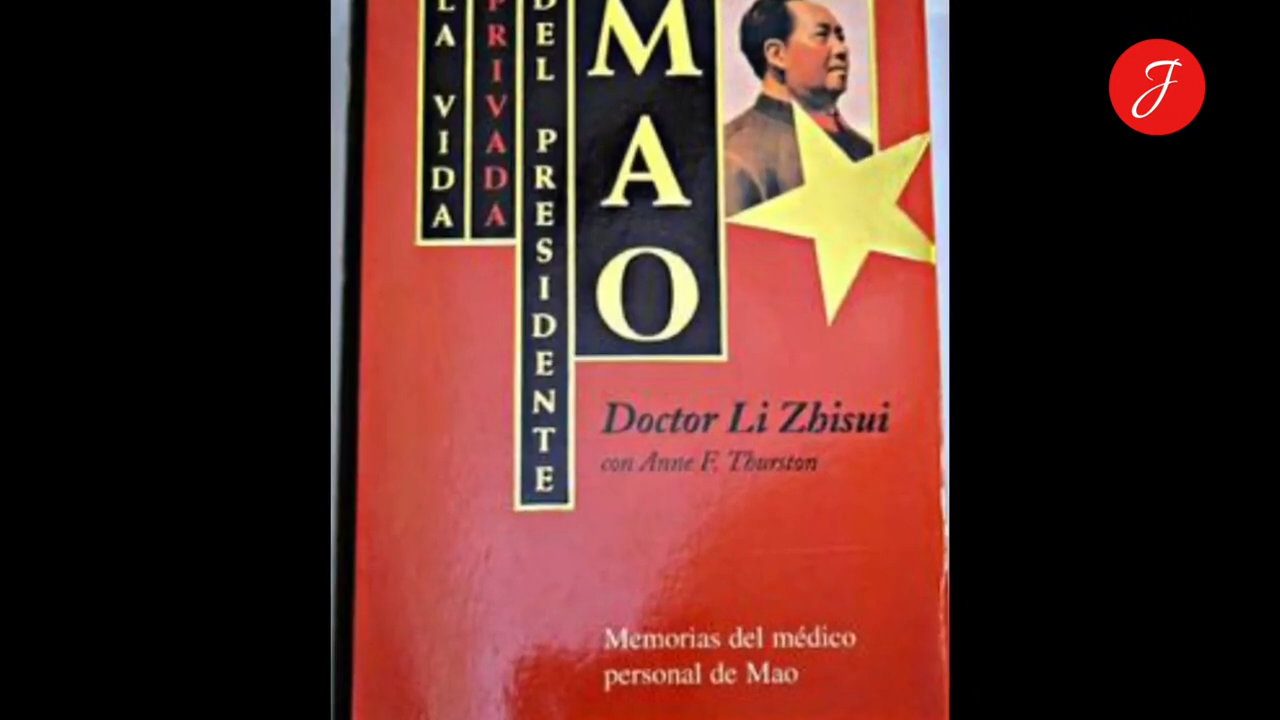 LA VIDA
PRIVADA
DEL PRESIDENTE
MAO
Doctor Li Zhisui
con Anne F. Thurston
Memorias del médico
personal de Mao
J